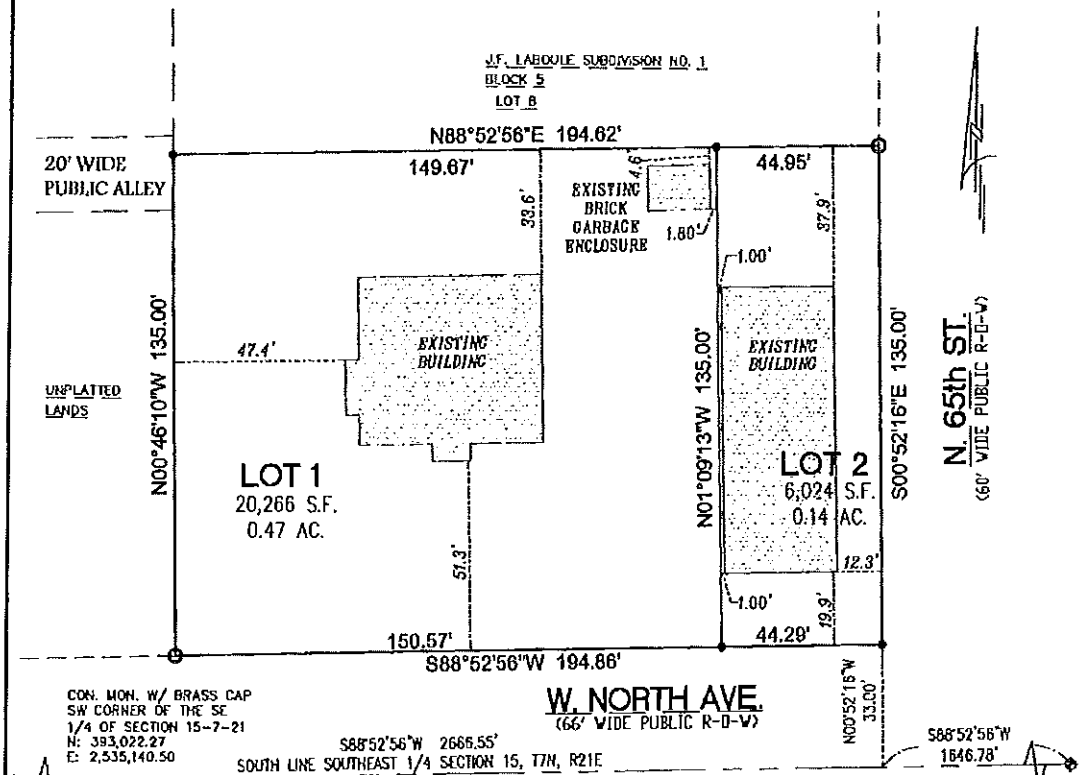 J.F. LABOULE SUBDIVISION NO. 1
BLOCK 5
LOT 8
N88°52'56"E 194.62'
20' WIDE
PUBLIC ALLEY
149.67'
44.95'
4.6'
33.6'
37.9'
EXISTING
BRICK
GARBAGE
ENCLOSURE
1.80'
1.00'
N00°46'10"W 135.00'
47.4'
EXISTING
BUILDING
N01°09'13"W 135.00'
EXISTING
BUILDING
S00°52'16"E 135.00'
N. 65th ST.
(60' WIDE PUBLIC R-O-W)
UNPLATTED
LANDS
LOT 1
20,266 S.F.
0.47 AC.
LOT 2
6,024 S.F.
0.14 AC.
51.3'
12.3'
1.00'
19.9'
150.57'
44.29'
S88°52'56"W 194.86'
CON. MON. W/ BRASS CAP
SW CORNER OF THE SE
1/4 OF SECTION 15-7-21
N: 393,022.27
E: 2,535,140.50
W. NORTH AVE.
(66' WIDE PUBLIC R-O-W)
N00°52'16"W
33.00'
S88°52'56"W 2665.55'
SOUTH LINE SOUTHEAST 1/4 SECTION 15, T7N, R21E
S88°52'56"W
1646.78'